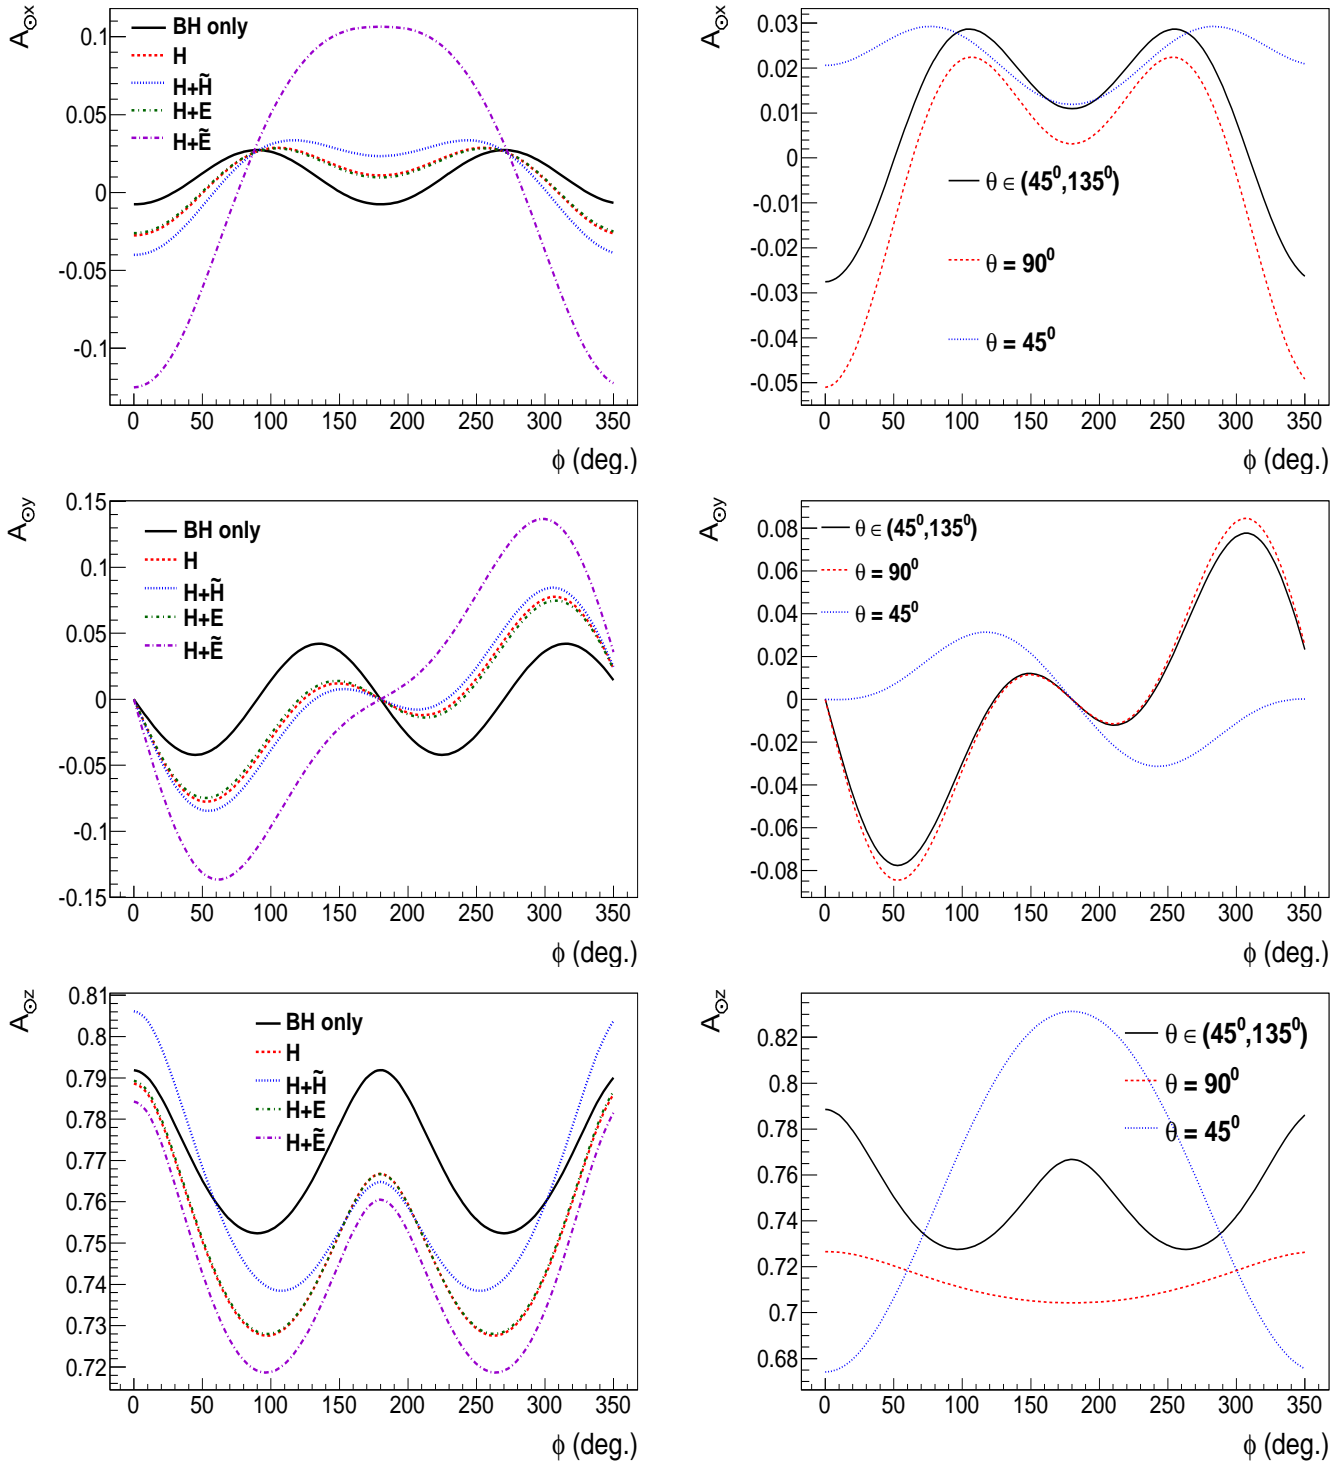 A⊙x
0.1
0.05
0
-0.05
-0.1
BH only
H
H+H̃
H+E
H+Ẽ
0 50 100 150 200 250 300 350
ϕ (deg.)
A⊙x
0.03
0.02
0.01
0
-0.01
-0.02
-0.03
-0.04
-0.05
θ ∈ (45⁰,135⁰)
θ = 90⁰
θ = 45⁰
0 50 100 150 200 250 300 350
ϕ (deg.)
A⊙y
0.15
0.1
0.05
0
-0.05
-0.1
-0.15
BH only
H
H+H̃
H+E
H+Ẽ
0 50 100 150 200 250 300 350
ϕ (deg.)
A⊙y
0.08
0.06
0.04
0.02
0
-0.02
-0.04
-0.06
-0.08
θ ∈ (45⁰,135⁰)
θ = 90⁰
θ = 45⁰
0 50 100 150 200 250 300 350
ϕ (deg.)
A⊙z
0.81
0.8
0.79
0.78
0.77
0.76
0.75
0.74
0.73
0.72
BH only
H
H+H̃
H+E
H+Ẽ
0 50 100 150 200 250 300 350
ϕ (deg.)
A⊙z
0.82
0.8
0.78
0.76
0.74
0.72
0.7
0.68
θ ∈ (45⁰,135⁰)
θ = 90⁰
θ = 45⁰
0 50 100 150 200 250 300 350
ϕ (deg.)